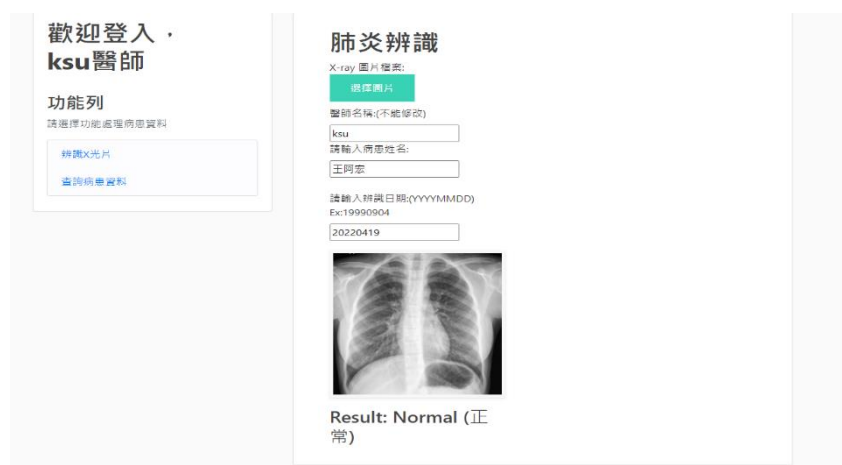 歡迎登入，
ksu醫師
功能列
請選擇功能處理病患資料
辨識X光片
查詢病患資料
肺炎辨識
X-ray 圖片檔案:
選擇圖片
醫師名稱:(不能修改)
ksu
請輸入病患姓名:
王阿宏
請輸入辨識日期:(YYYYMMDD)
Ex:19990904
20220419
Result: Normal (正
常)